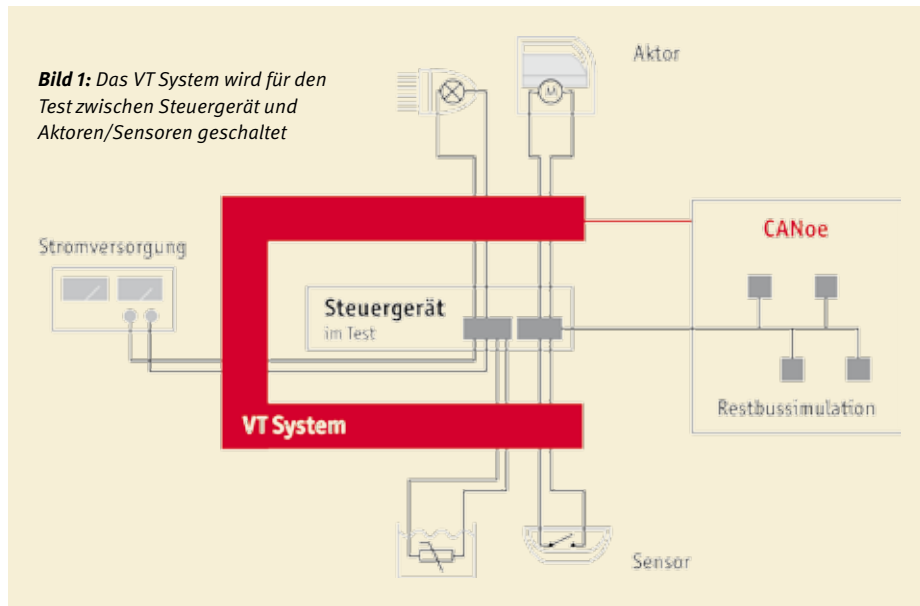 Bild 1: Das VT System wird für den
Test zwischen Steuergerät und
Aktoren/Sensoren geschaltet
Aktor
M
Stromversorgung
CANoe
Steuergerät
im Test
Restbussimulation
VT System
Sensor